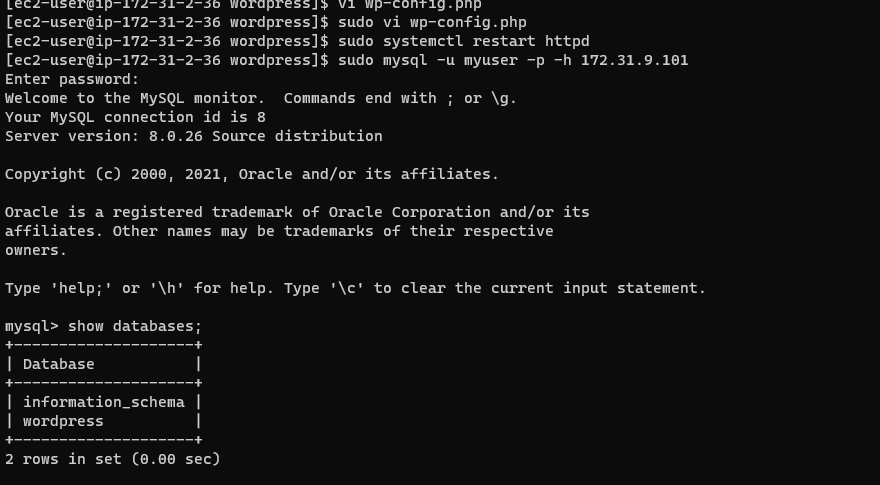 [ec2-user@ip-172-31-2-36 wordpress]$ vi wp-config.php
[ec2-user@ip-172-31-2-36 wordpress]$ sudo vi wp-config.php
[ec2-user@ip-172-31-2-36 wordpress]$ sudo systemctl restart httpd
[ec2-user@ip-172-31-2-36 wordpress]$ sudo mysql -u myuser -p -h 172.31.9.101
Enter password:
Welcome to the MySQL monitor.  Commands end with ; or \g.
Your MySQL connection id is 8
Server version: 8.0.26 Source distribution
Copyright (c) 2000, 2021, Oracle and/or its affiliates.
Oracle is a registered trademark of Oracle Corporation and/or its
affiliates. Other names may be trademarks of their respective
owners.
Type 'help;' or '\h' for help. Type '\c' to clear the current input statement.
mysql> show databases;
+--------------------+
| Database           |
+--------------------+
| information_schema |
| wordpress          |
+--------------------+
2 rows in set (0.00 sec)